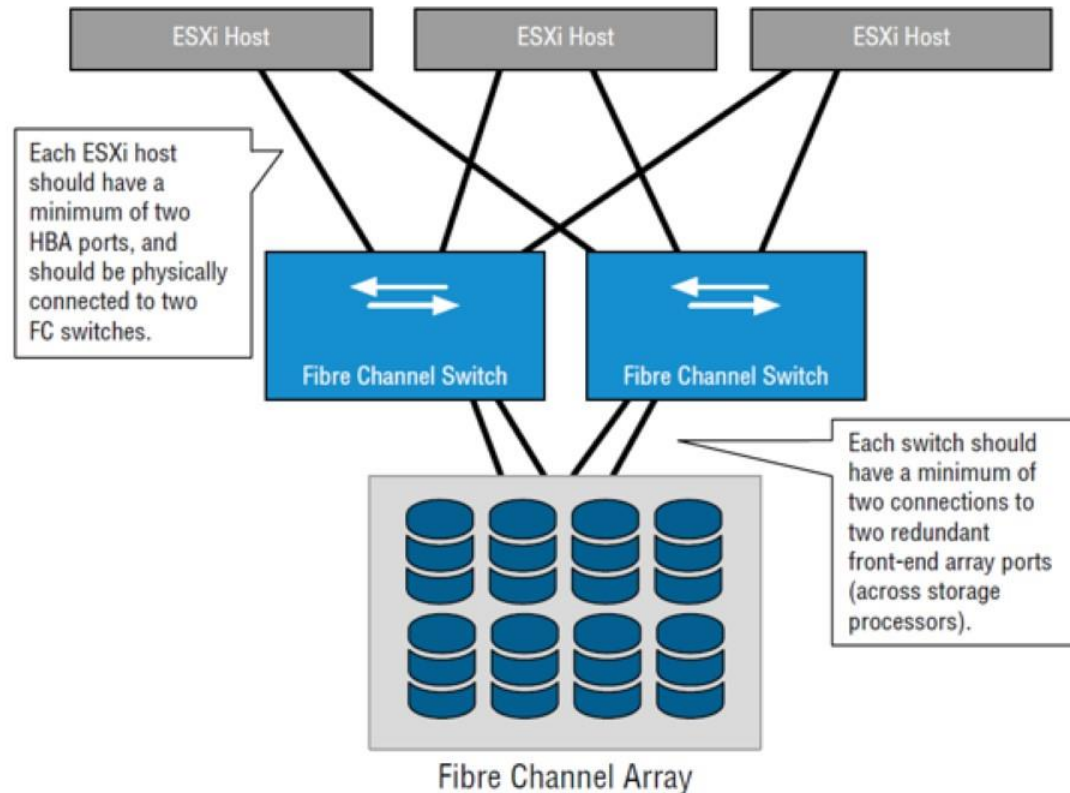 ESXi Host
ESXi Host
ESXi Host
Each ESXi host
should have a
minimum of two
HBA ports, and
should be physically
connected to two
FC switches.
Fibre Channel Switch
Fibre Channel Switch
Each switch should
have a minimum of
two connections to
two redundant
front-end array ports
(across storage
processors).
Fibre Channel Array